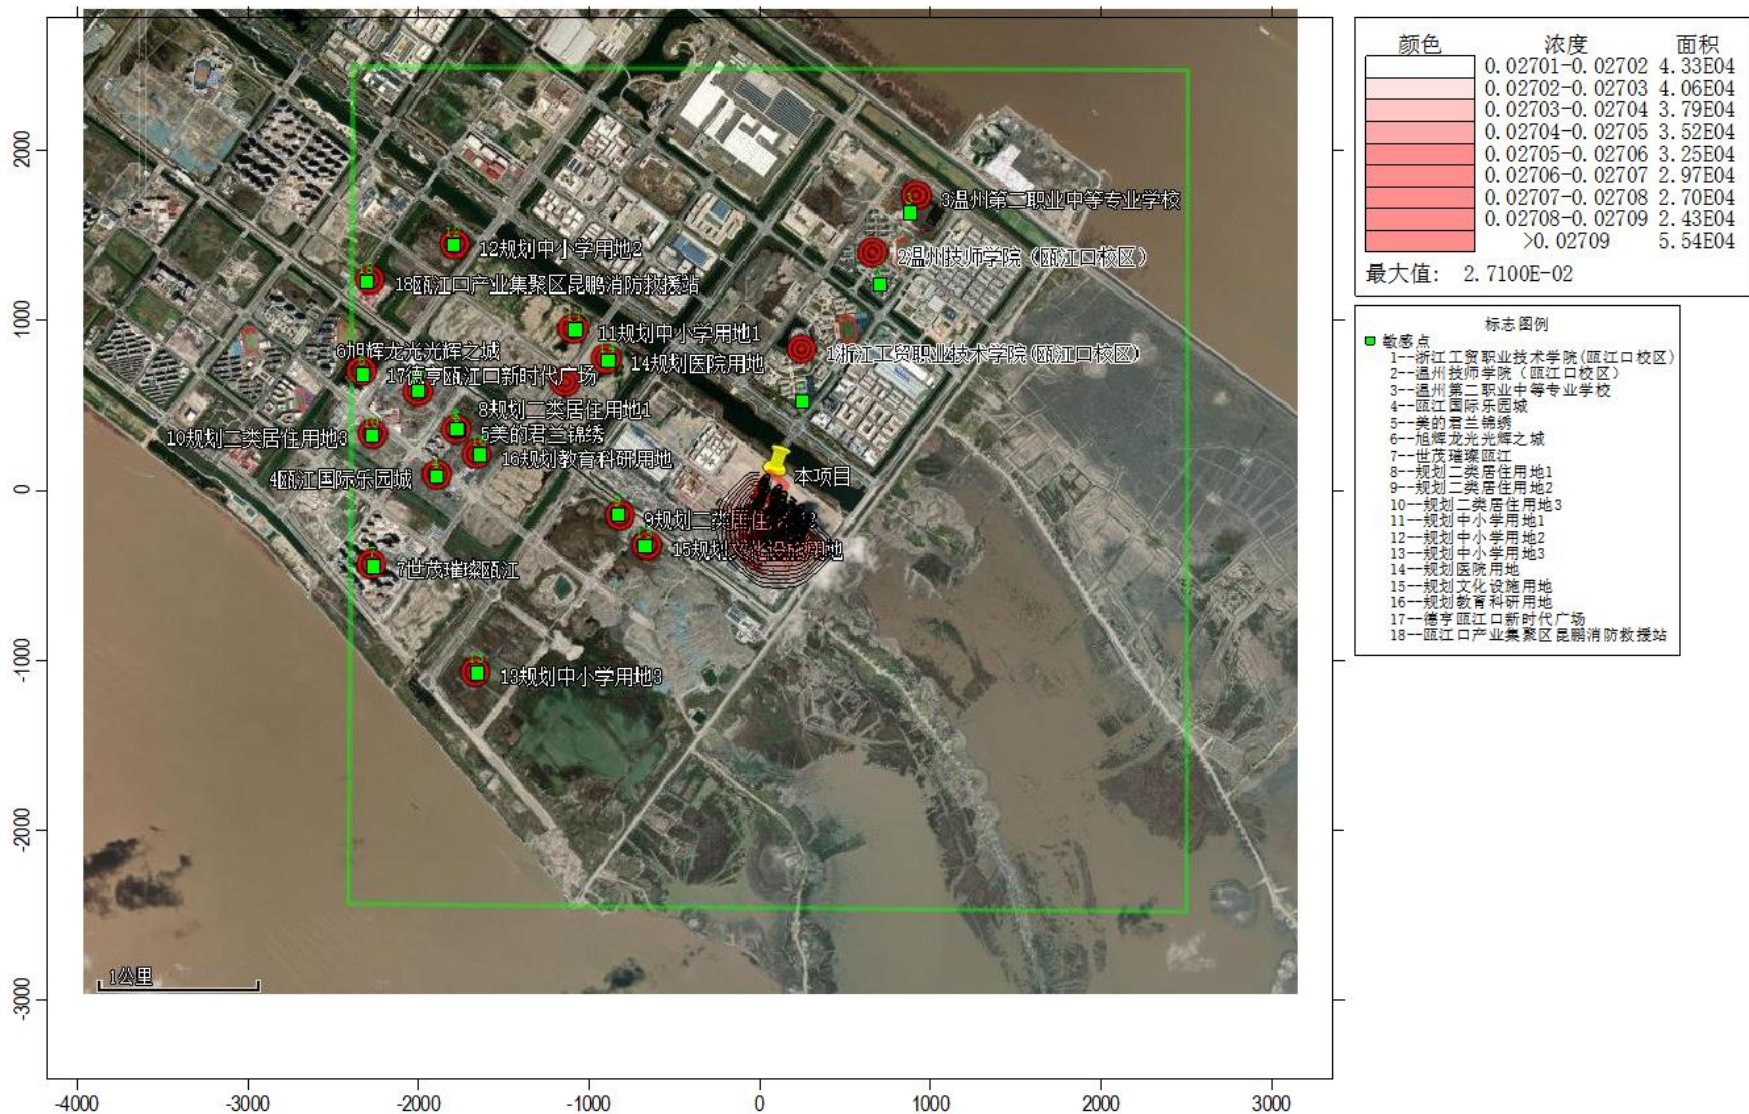 颜色 浓度 面积
0.02701-0.02702 4.33E04
0.02702-0.02703 4.06E04
0.02703-0.02704 3.79E04
0.02704-0.02705 3.52E04
0.02705-0.02706 3.25E04
0.02706-0.02707 2.97E04
0.02707-0.02708 2.70E04
0.02708-0.02709 2.43E04
>0.02709 5.54E04
最大值: 2.7100E-02
标志图例
敏感点
1--浙江工贸职业技术学院(瓯江口校区)
2--温州技师学院（瓯江口校区）
3--温州第二职业中等专业学校
4--瓯江国际乐园城
5--美的君兰锦绣
6--旭辉龙光光辉之城
7--世茂璀璨瓯江
8--规划二类居住用地1
9--规划二类居住用地2
10--规划二类居住用地3
11--规划中小学用地1
12--规划中小学用地2
13--规划中小学用地3
14--规划医院用地
15--规划文化设施用地
16--规划教育科研用地
17--德亨瓯江口新时代广场
18--瓯江口产业集聚区昆鹏消防救援站
3温州第二职业中等专业学校
12规划中小学用地2
2温州技师学院（瓯江口校区）
18瓯江口产业集聚区昆鹏消防救援站
11规划中小学用地1
6旭辉龙光光辉之城
14规划医院用地
1浙江工贸职业技术学院(瓯江口校区)
17德亨瓯江口新时代广场
8规划二类居住用地1
10规划二类居住用地3
5美的君兰锦绣
16规划教育科研用地
4瓯江国际乐园城
本项目
9规划二类居住
15规划文化设施用地
7世茂璀璨瓯江
13规划中小学用地3
1公里
2000
1000
0
-1000
-2000
-3000
-4000 -3000 -2000 -1000 0 1000 2000 3000